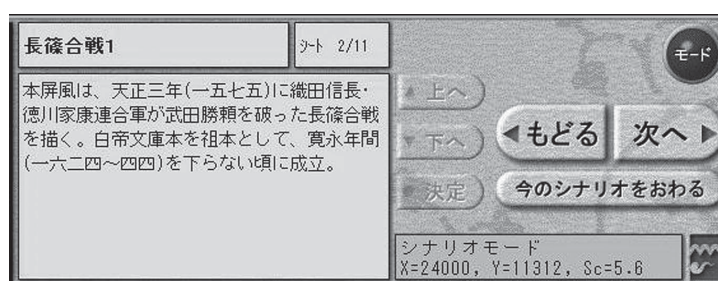 長篠合戦1
シート 2/11
本屏風は、天正三年(一五七五)に織田信長・
徳川家康連合軍が武田勝頼を破った長篠合戦
を描く。白帝文庫本を祖本として、寛永年間
(一六二四~四四)を下らない頃に成立。
モード
▲ 上へ
▼ 下へ
決定
◀もどる
次へ▶
今のシナリオをおわる
シナリオモード
X=24000, Y=11312, Sc=5.6